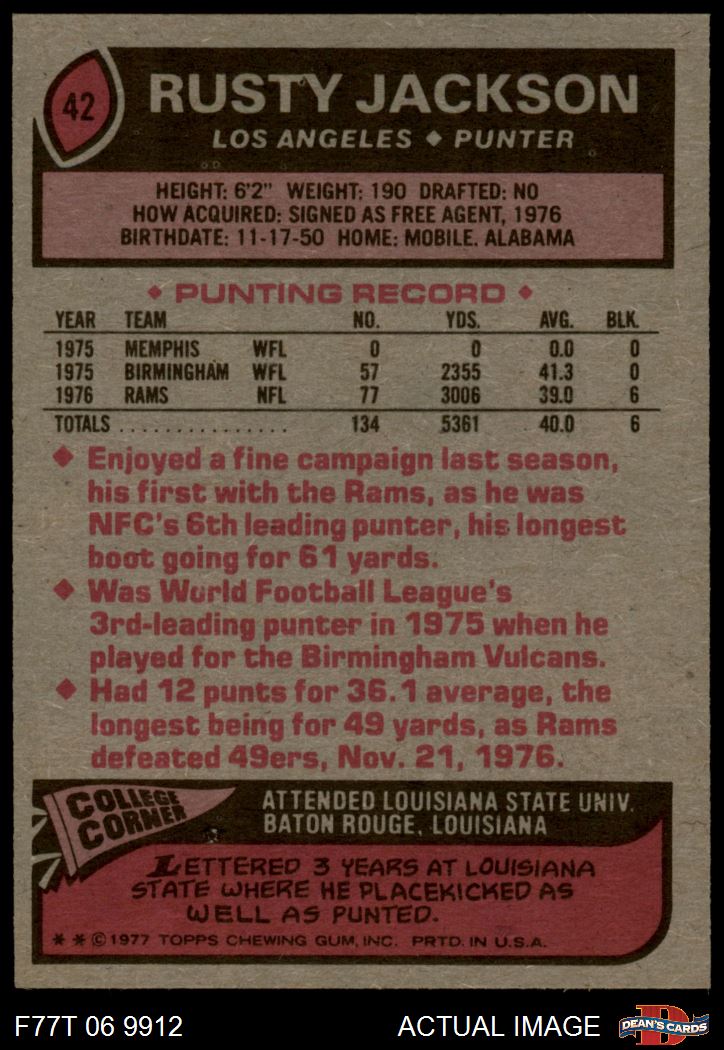 42
RUSTY JACKSON
LOS ANGELES ◆ PUNTER
HEIGHT: 6'2" WEIGHT: 190 DRAFTED: NO
HOW ACQUIRED: SIGNED AS FREE AGENT, 1976
BIRTHDATE: 11-17-50 HOME: MOBILE, ALABAMA
◆ PUNTING RECORD ◆
YEAR TEAM NO. YDS. AVG. BLK.
1975 MEMPHIS WFL 0 0 0.0 0
1975 BIRMINGHAM WFL 57 2355 41.3 0
1976 RAMS NFL 77 3006 39.0 6
TOTALS ................ 134 5361 40.0 6
◆ Enjoyed a fine campaign last season,
his first with the Rams, as he was
NFC's 6th leading punter, his longest
boot going for 61 yards.
◆ Was World Football League's
3rd-leading punter in 1975 when he
played for the Birmingham Vulcans.
◆ Had 12 punts for 36.1 average, the
longest being for 49 yards, as Rams
defeated 49ers, Nov. 21, 1976.
COLLEGE
CORNER
ATTENDED LOUISIANA STATE UNIV.
BATON ROUGE, LOUISIANA
LETTERED 3 YEARS AT LOUISIANA
STATE WHERE HE PLACEKICKED AS
WELL AS PUNTED.
* * © 1977 TOPPS CHEWING GUM, INC. PRTD. IN U.S.A.
F77T 06 9912 ACTUAL IMAGE
D
DEAN'S CARDS